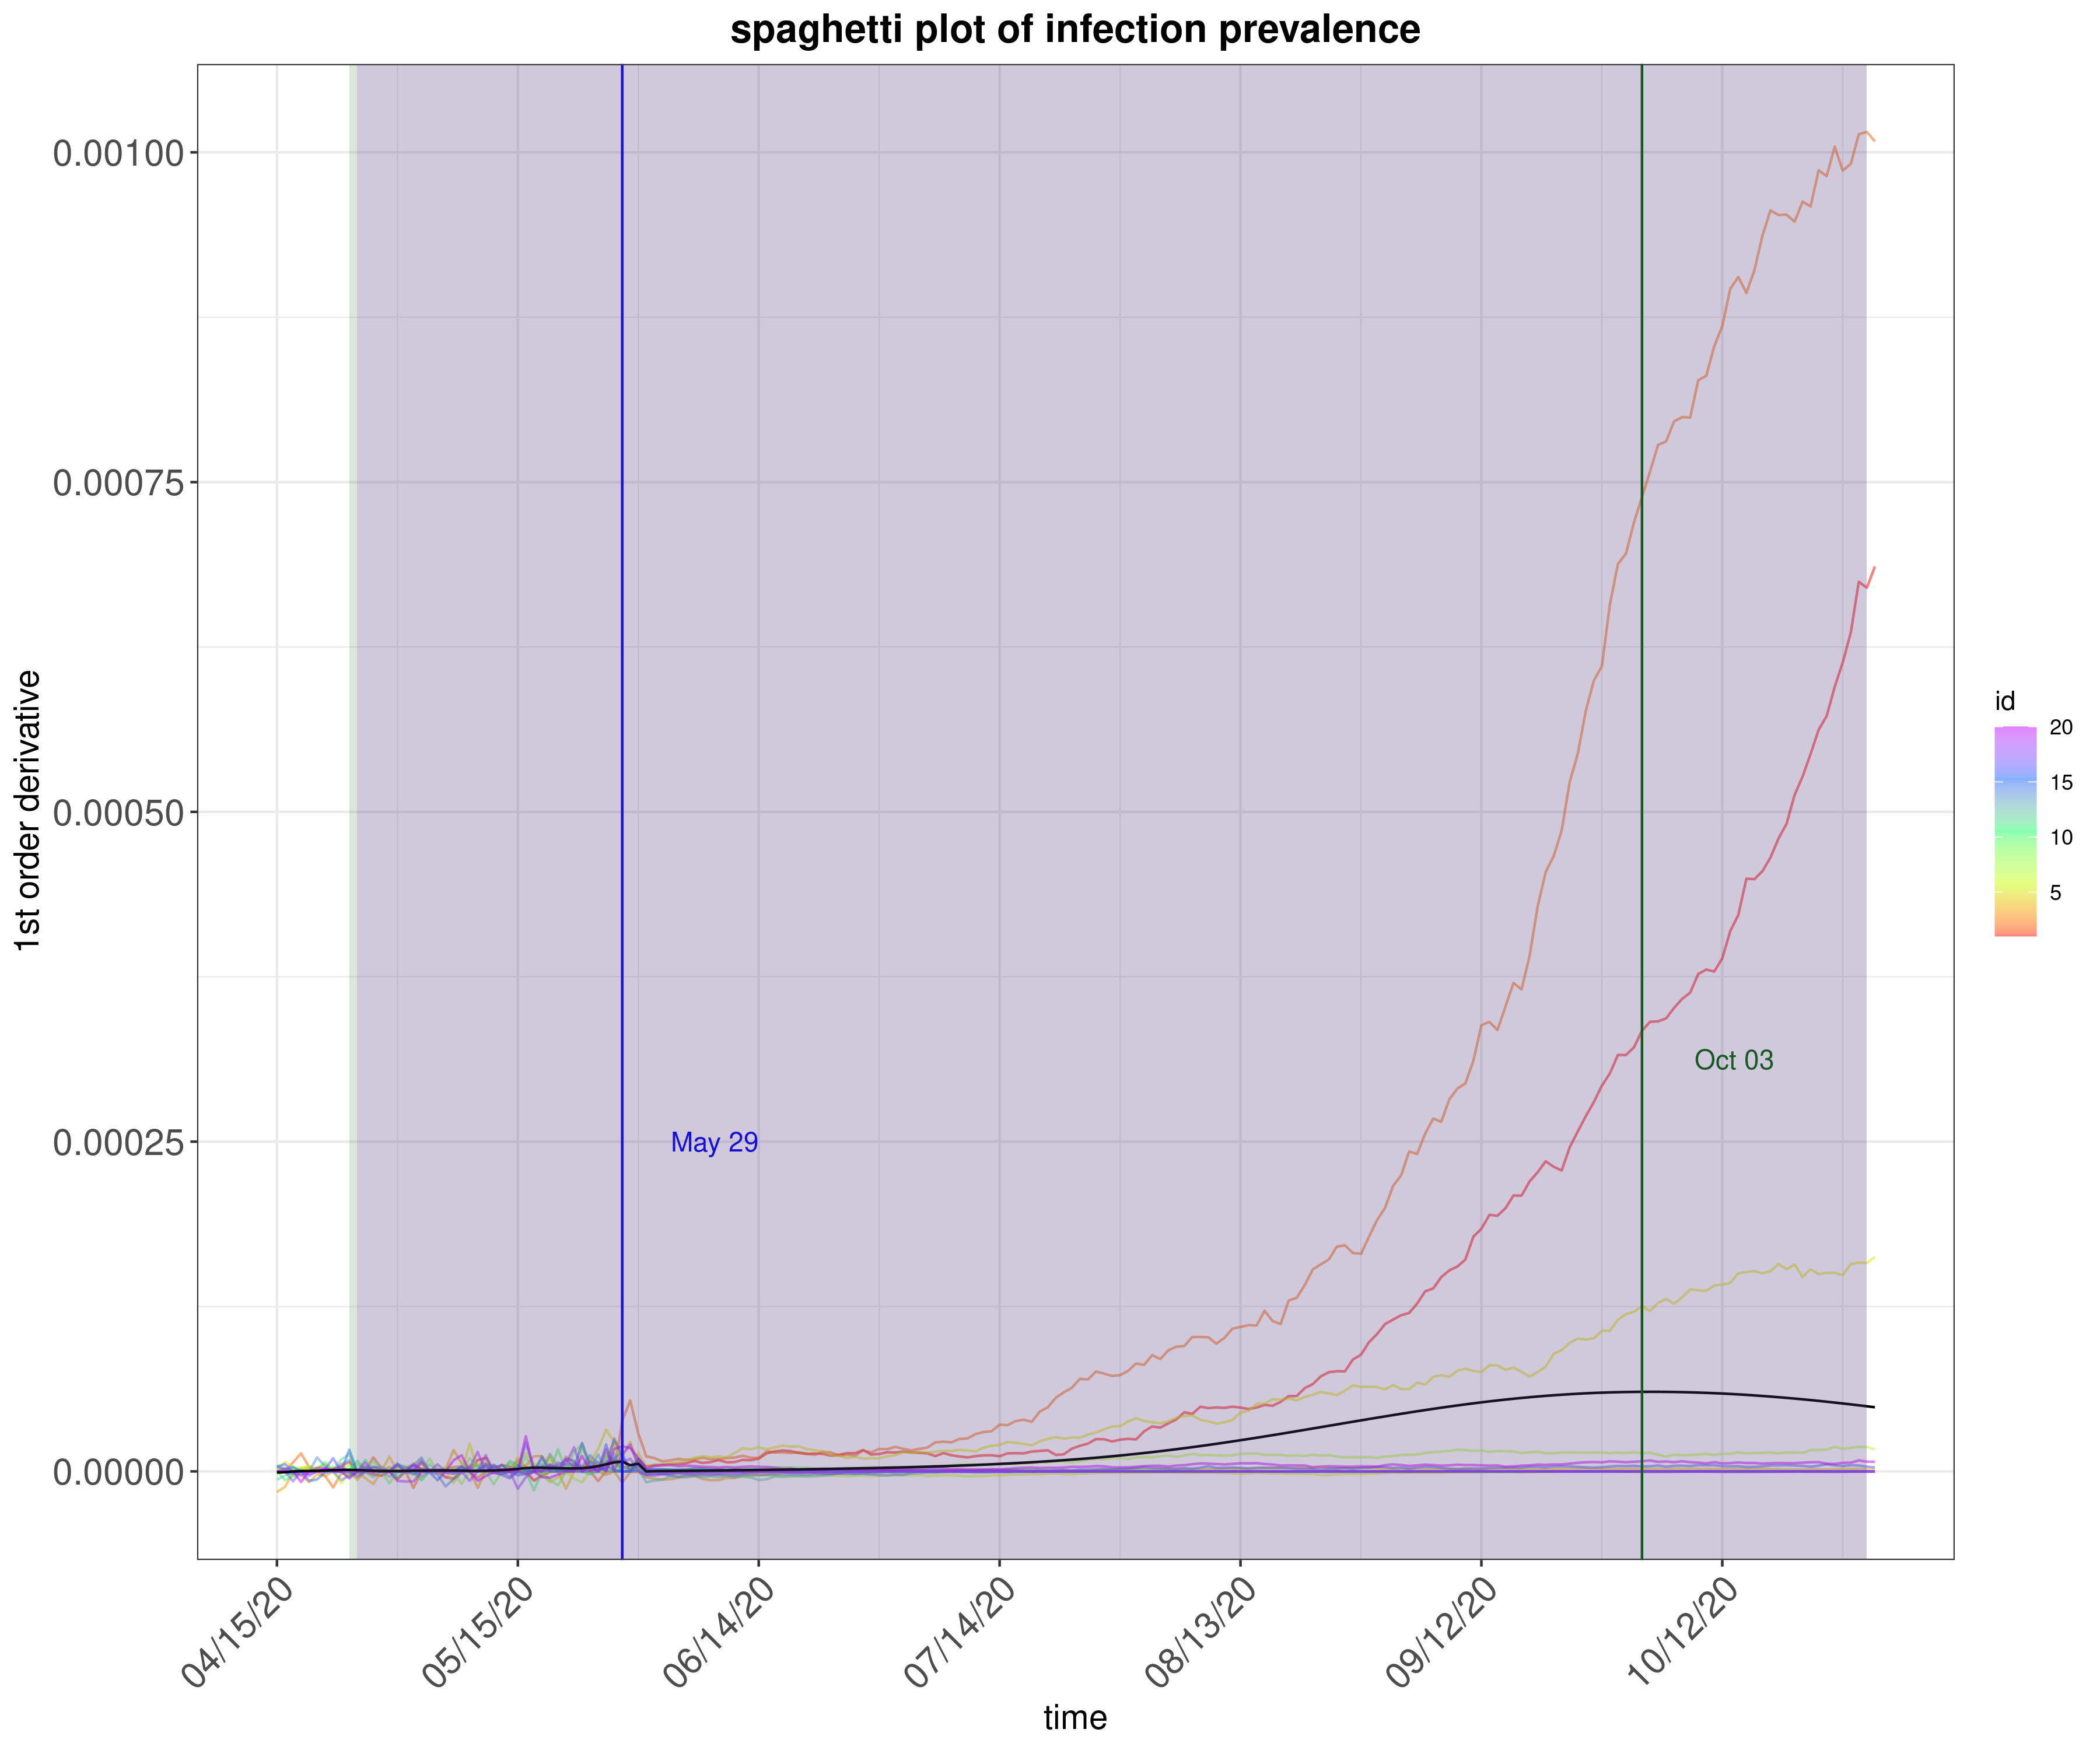 spaghetti plot of infection prevalence
1st order derivative
0.00100
0.00075
0.00050
0.00025
0.00000
May 29
Oct 03
04/15/20
05/15/20
06/14/20
07/14/20
08/13/20
09/12/20
10/12/20
time
id
20
15
10
5